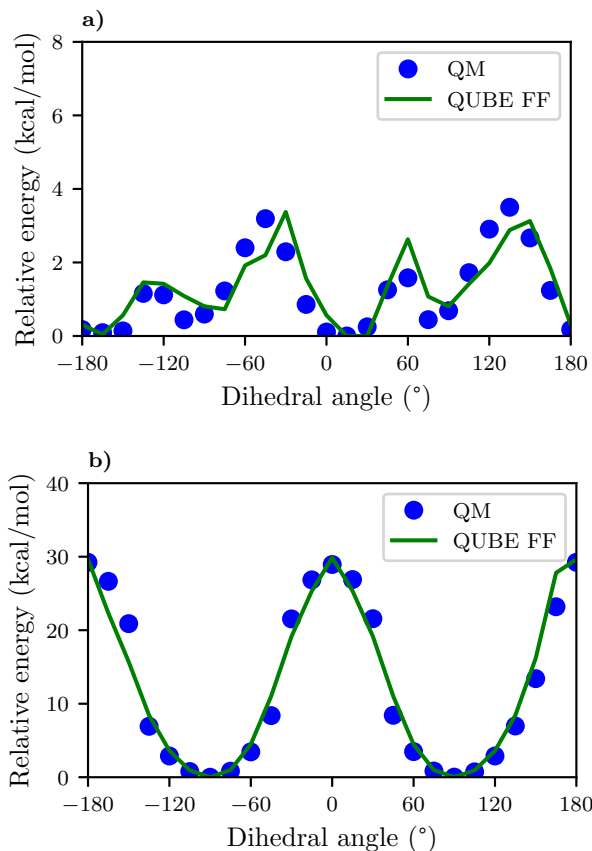 a)
8
6
4
2
0
Relative energy (kcal/mol)
QM
QUBE FF
−180 −120 −60 0 60 120 180
Dihedral angle (°)
b)
40
30
20
10
0
Relative energy (kcal/mol)
QM
QUBE FF
−180 −120 −60 0 60 120 180
Dihedral angle (°)